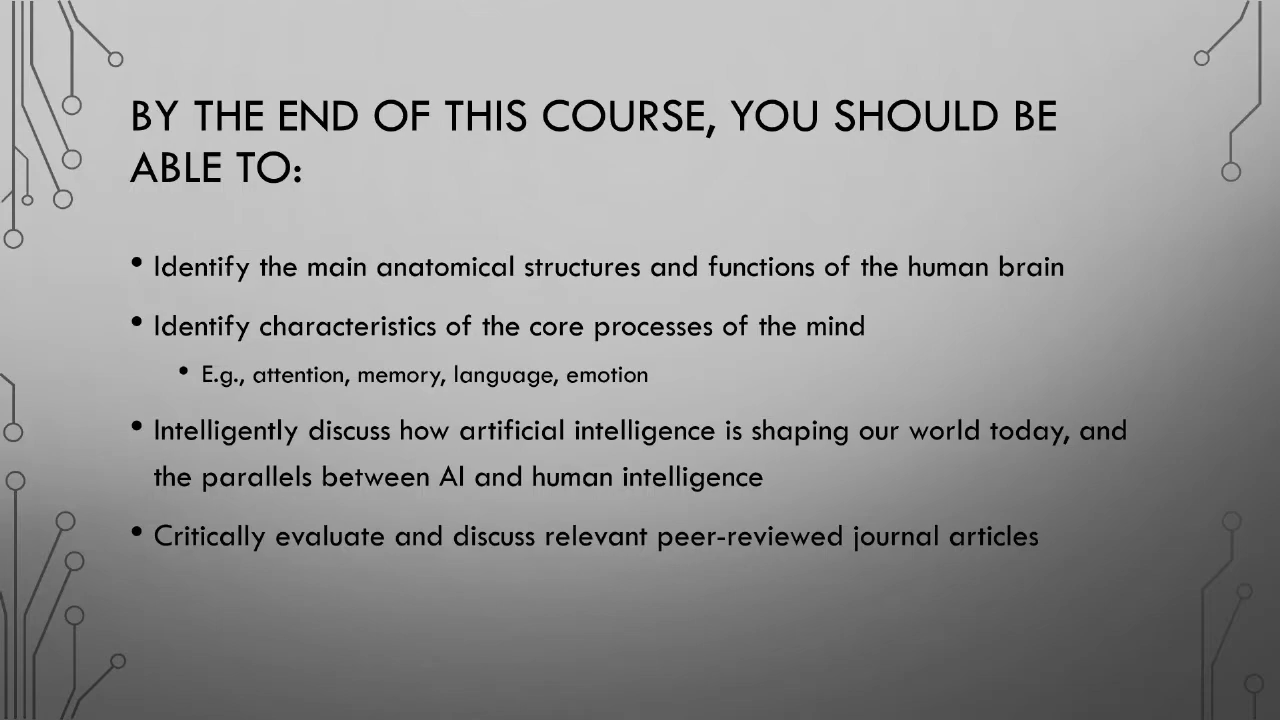 BY THE END OF THIS COURSE, YOU SHOULD BE
ABLE TO:
• Identify the main anatomical structures and functions of the human brain
• Identify characteristics of the core processes of the mind
• E.g., attention, memory, language, emotion
• Intelligently discuss how artificial intelligence is shaping our world today, and
the parallels between AI and human intelligence
• Critically evaluate and discuss relevant peer-reviewed journal articles